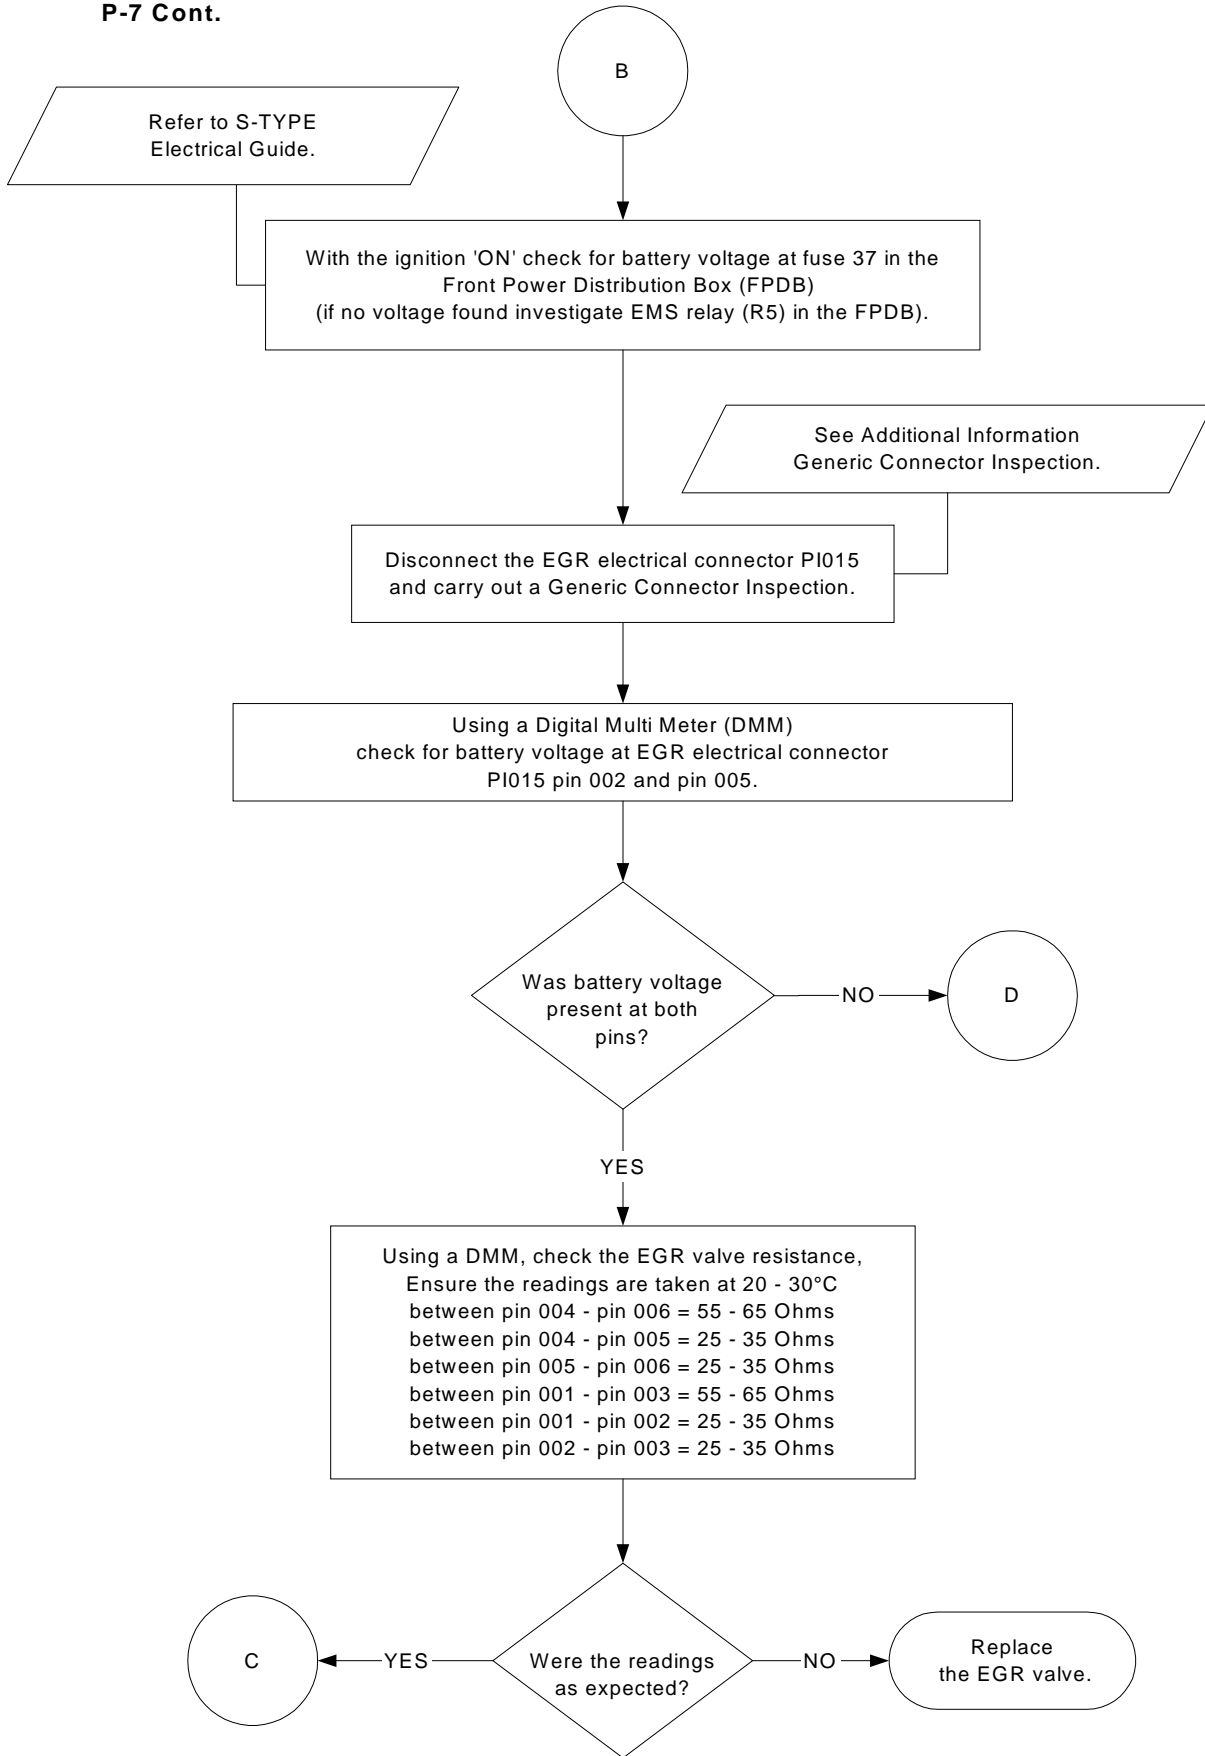 P-7 Cont.
B
Refer to S-TYPE
Electrical Guide.
With the ignition 'ON' check for battery voltage at fuse 37 in the
Front Power Distribution Box (FPDB)
(if no voltage found investigate EMS relay (R5) in the FPDB).
See Additional Information
Generic Connector Inspection.
Disconnect the EGR electrical connector PI015
and carry out a Generic Connector Inspection.
Using a Digital Multi Meter (DMM)
check for battery voltage at EGR electrical connector
PI015 pin 002 and pin 005.
Was battery voltage
present at both
pins?
NO
D
YES
Using a DMM, check the EGR valve resistance,
Ensure the readings are taken at 20 - 30°C
between pin 004 - pin 006 = 55 - 65 Ohms
between pin 004 - pin 005 = 25 - 35 Ohms
between pin 005 - pin 006 = 25 - 35 Ohms
between pin 001 - pin 003 = 55 - 65 Ohms
between pin 001 - pin 002 = 25 - 35 Ohms
between pin 002 - pin 003 = 25 - 35 Ohms
C
YES
Were the readings
as expected?
NO
Replace
the EGR valve.